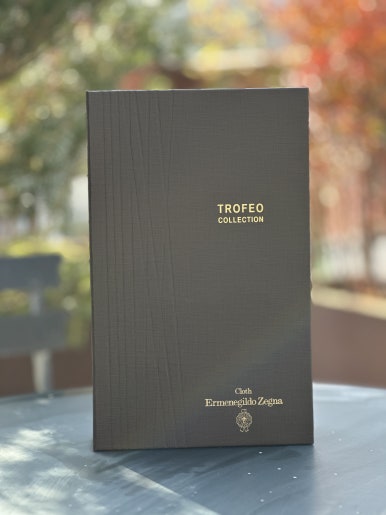 TROFEO
COLLECTION
Cloth
Ermenegildo Zegna